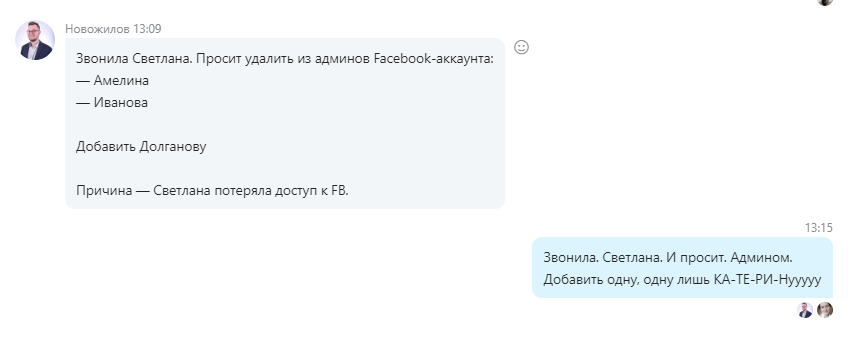 Новожилов 13:09
Звонила Светлана. Просит удалить из админов Facebook-аккаунта:
— Амелина
— Иванова
Добавить Долганову
Причина — Светлана потеряла доступ к FB.
13:15
Звонила. Светлана. И просит. Админом.
Добавить одну, одну лишь КА-ТЕ-РИ-Нууууу